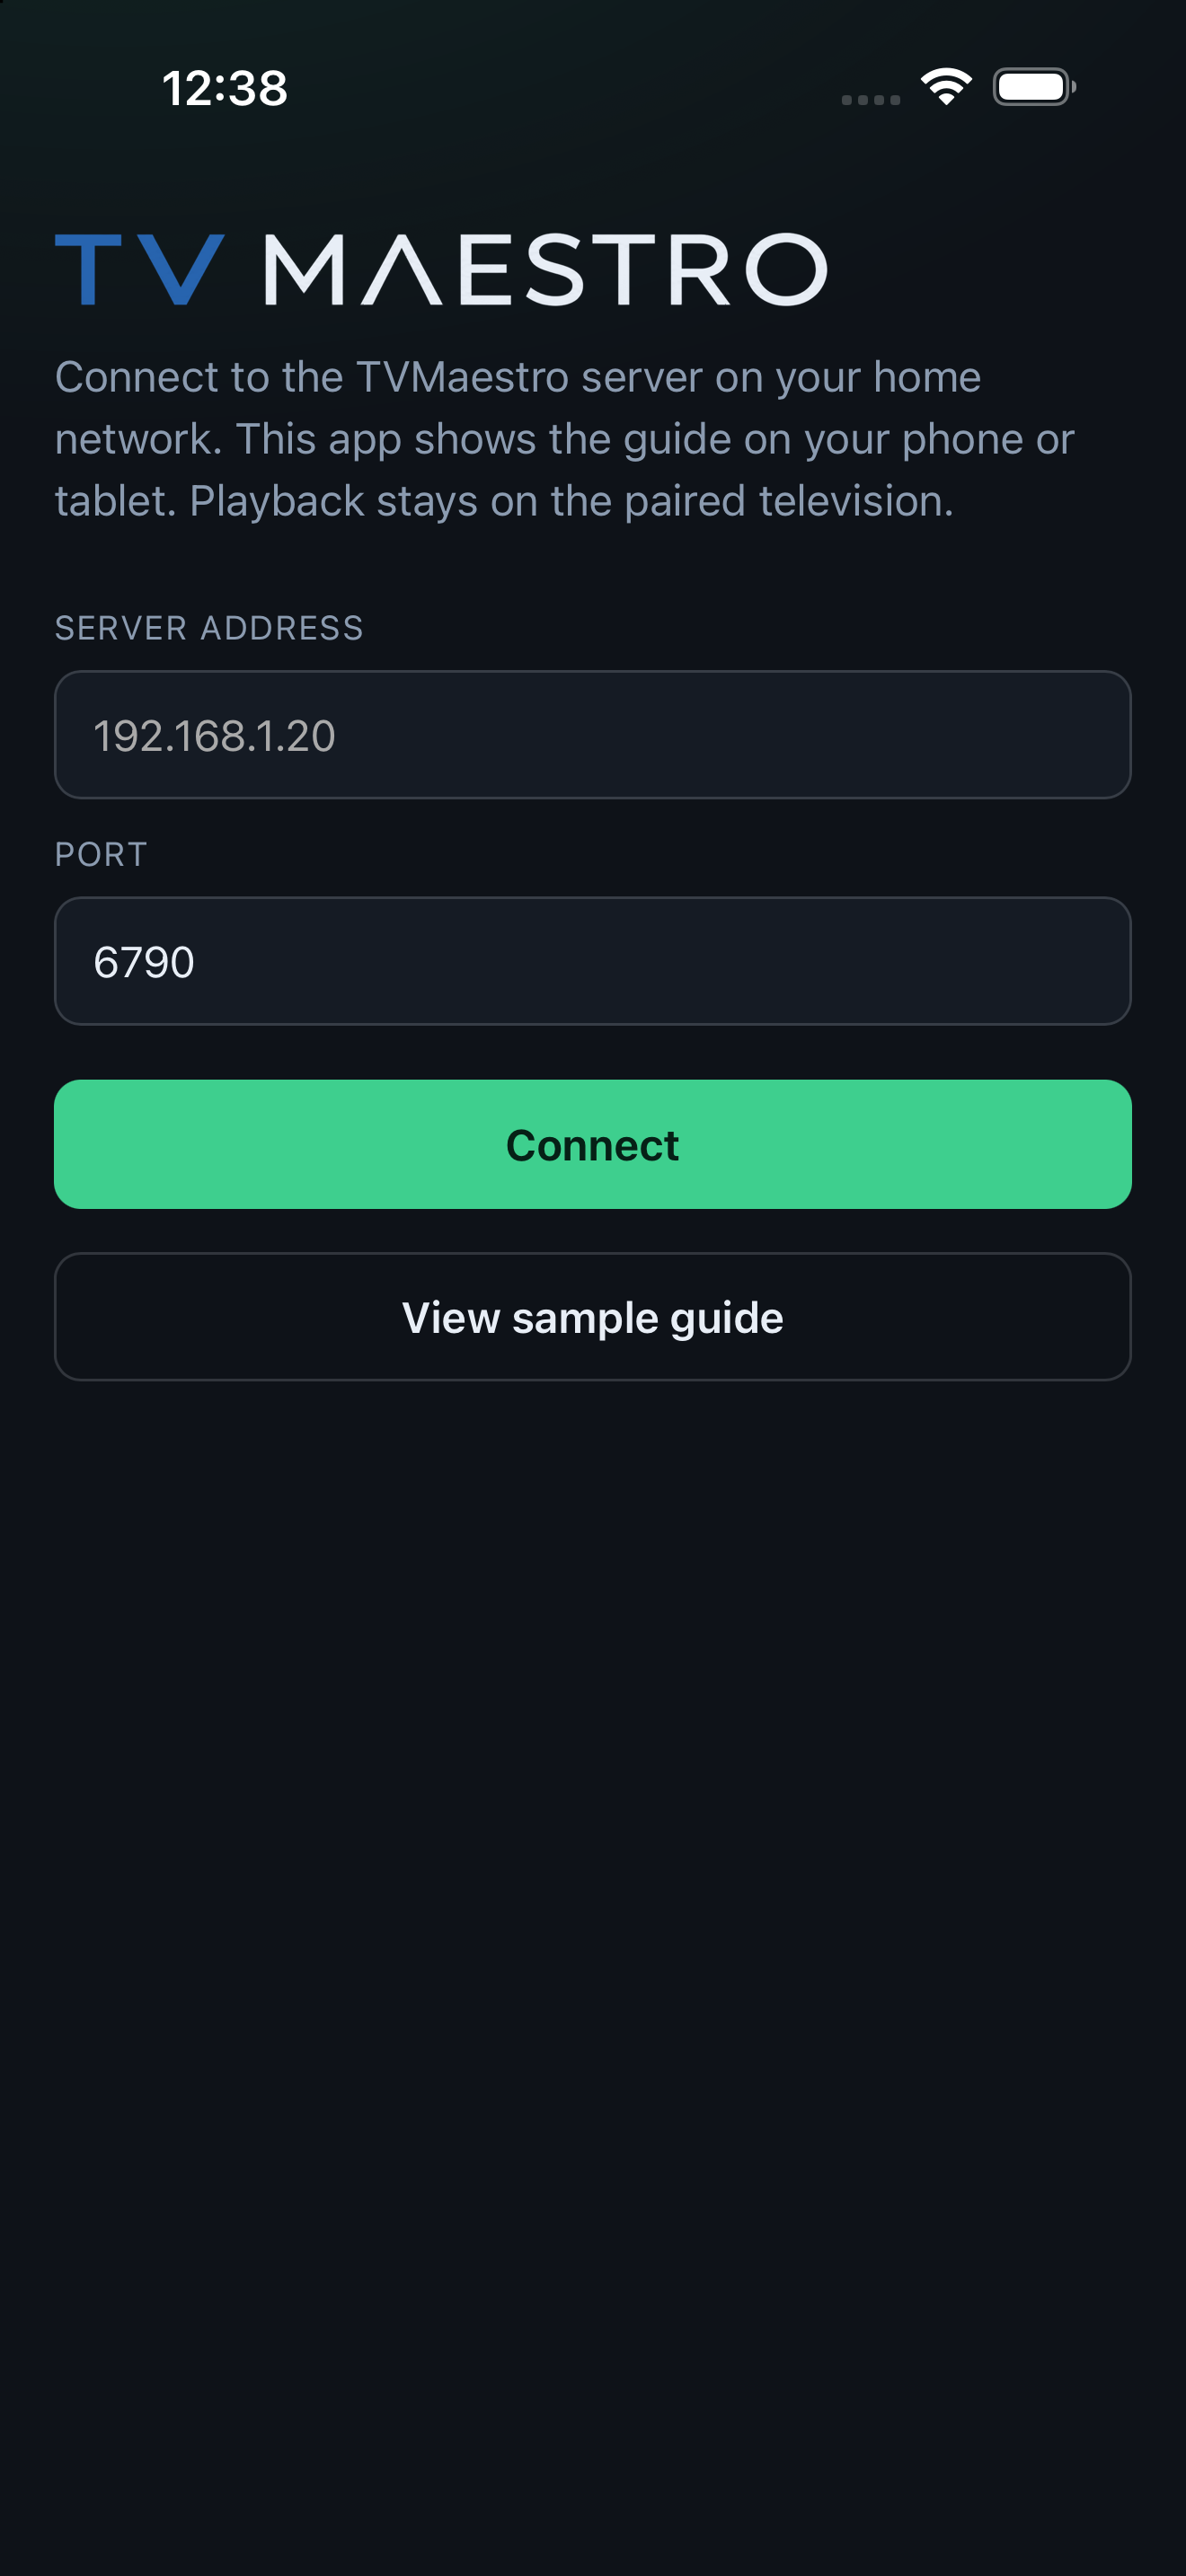 12:38
TV MAESTRO
Connect to the TVMaestro server on your home
network. This app shows the guide on your phone or
tablet. Playback stays on the paired television.
SERVER ADDRESS
192.168.1.20
PORT
6790
Connect
View sample guide